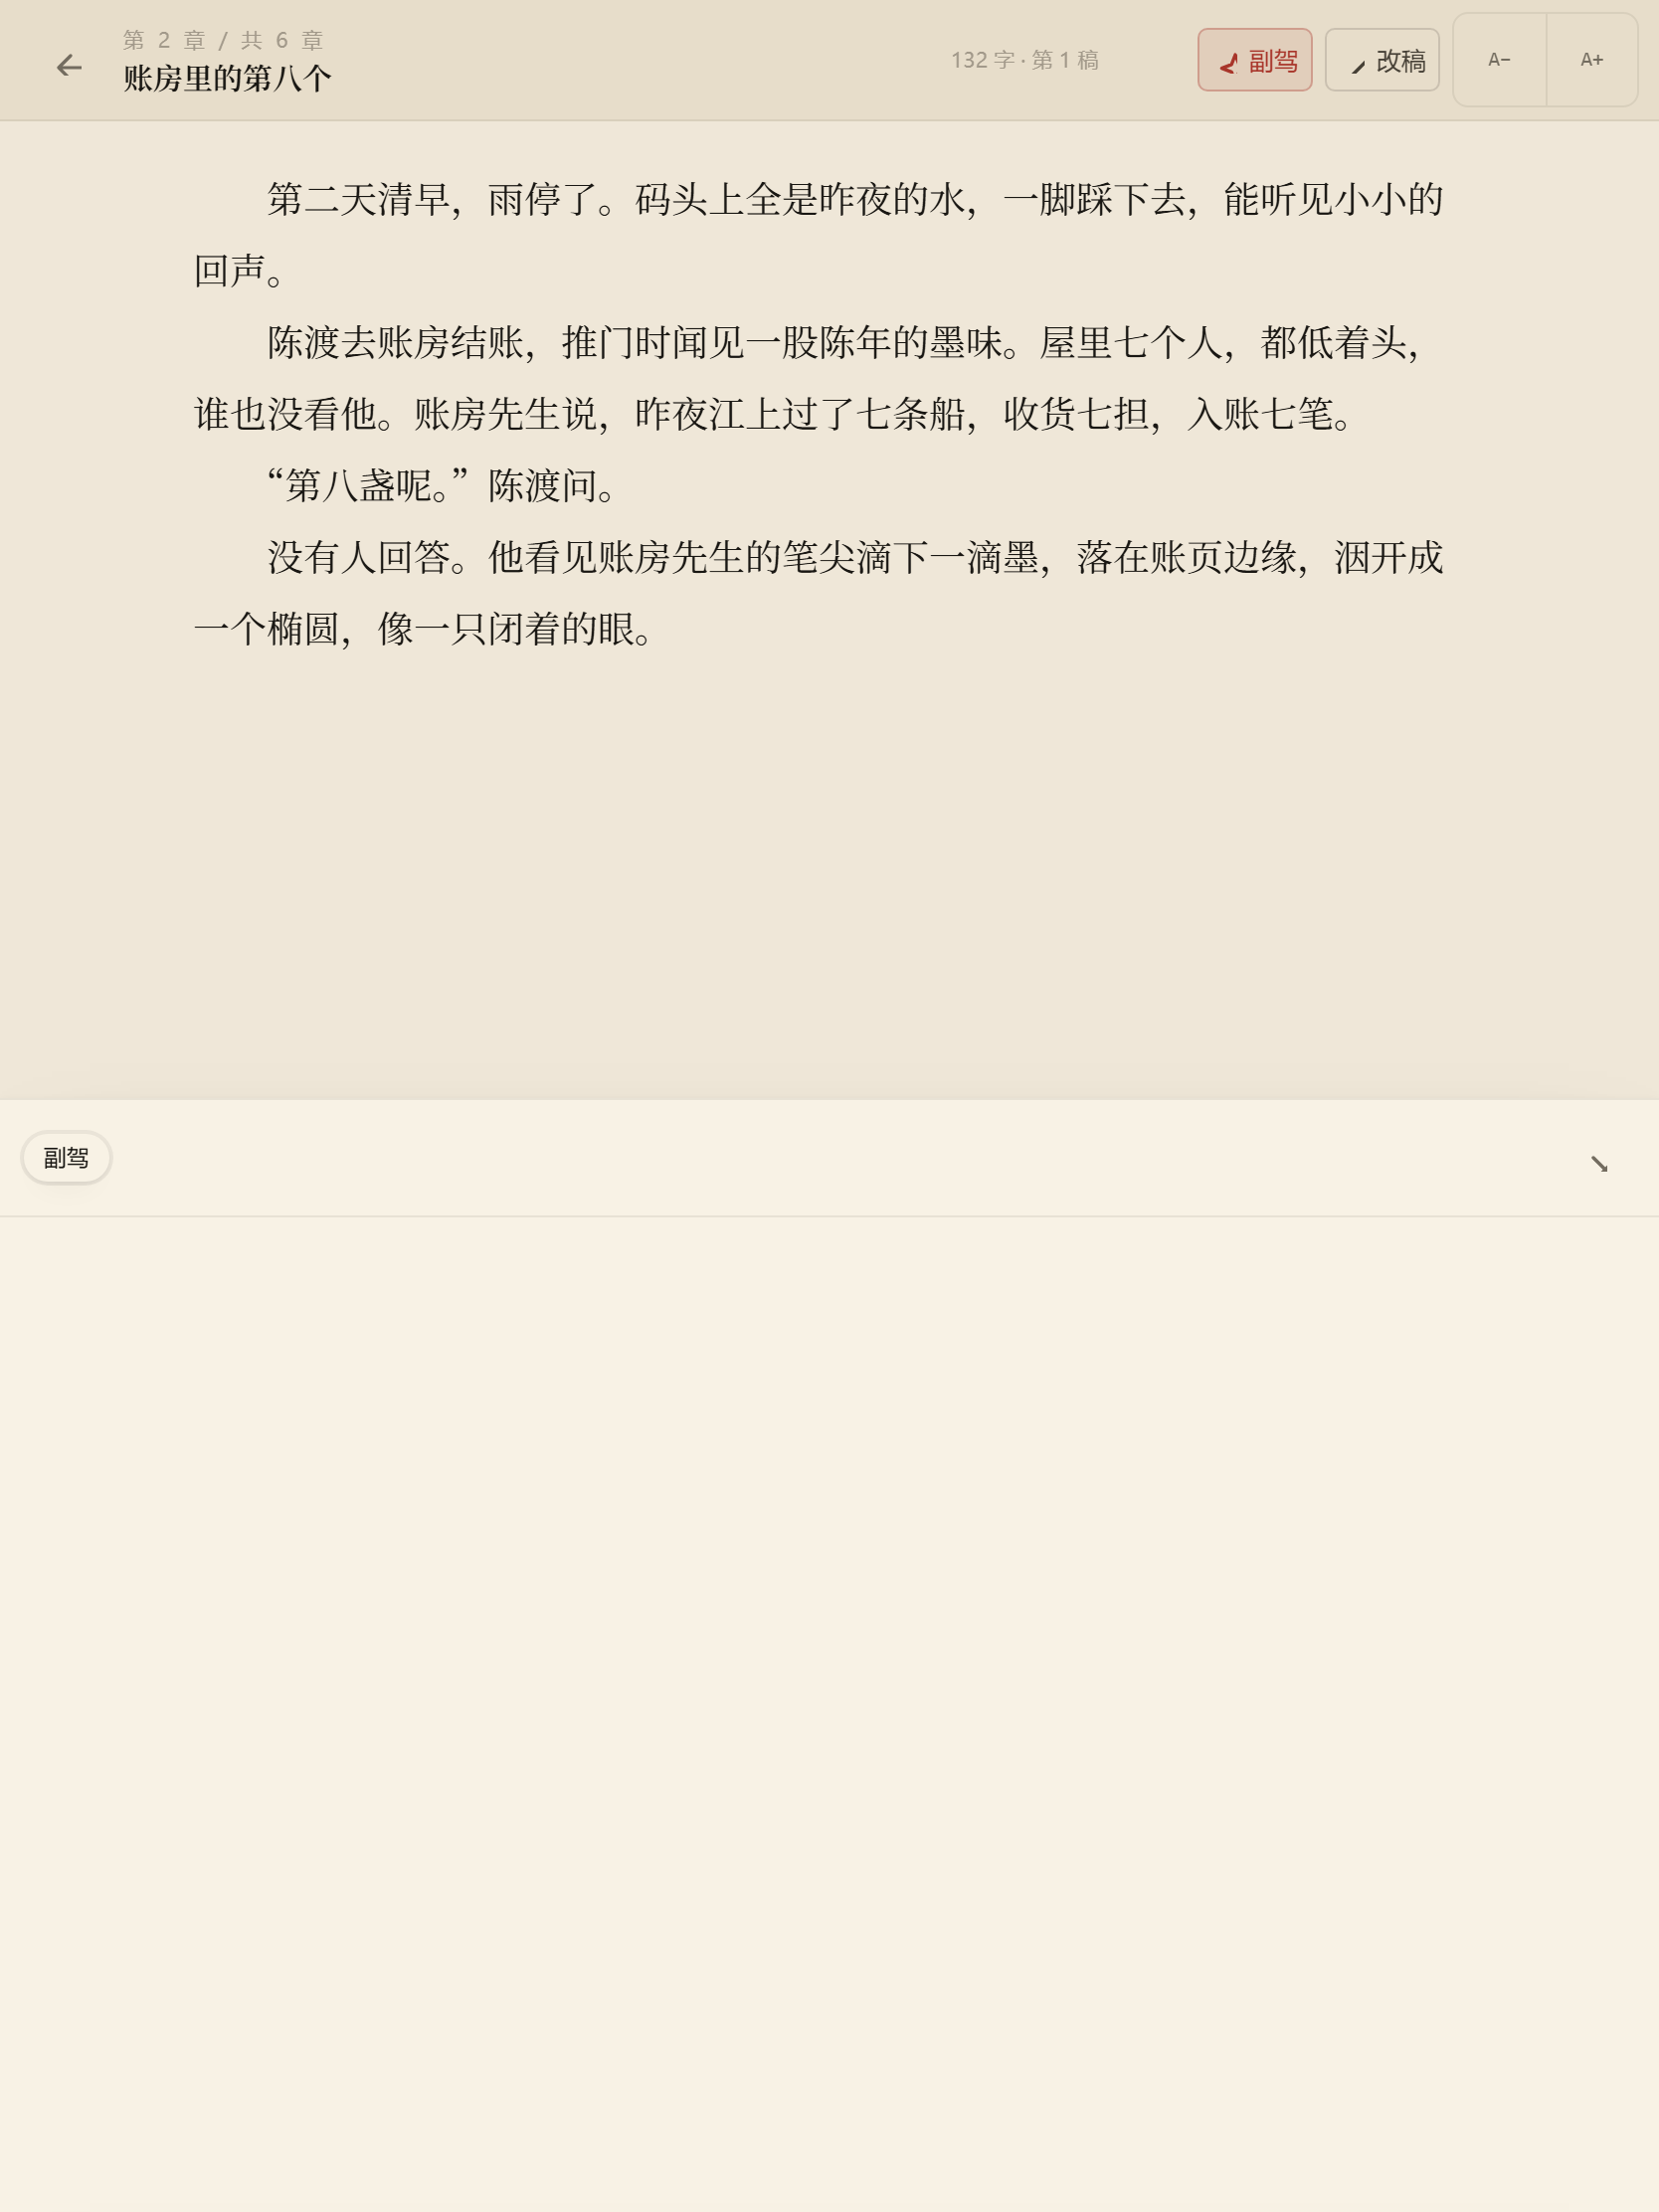 第 2 章 / 共 6 章
账房里的第八个
132 字 · 第 1 稿
副驾
改稿
A−
A+
第二天清早，雨停了。码头上全是昨夜的水，一脚踩下去，能听见小小的
回声。
陈渡去账房结账，推门时闻见一股陈年的墨味。屋里七个人，都低着头，
谁也没看他。账房先生说，昨夜江上过了七条船，收货七担，入账七笔。
“第八盏呢。”陈渡问。
没有人回答。他看见账房先生的笔尖滴下一滴墨，落在账页边缘，洇开成
一个椭圆，像一只闭着的眼。
副驾